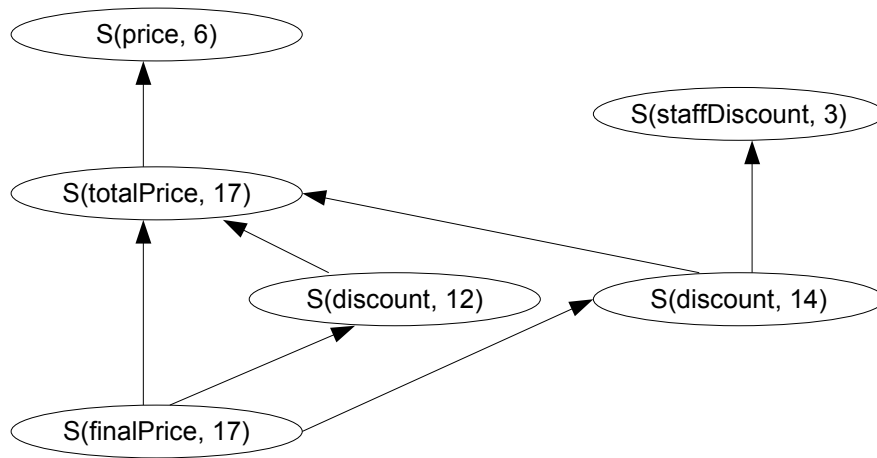 S(price, 6)
S(staffDiscount, 3)
S(totalPrice, 17)
S(discount, 12)
S(discount, 14)
S(finalPrice, 17)